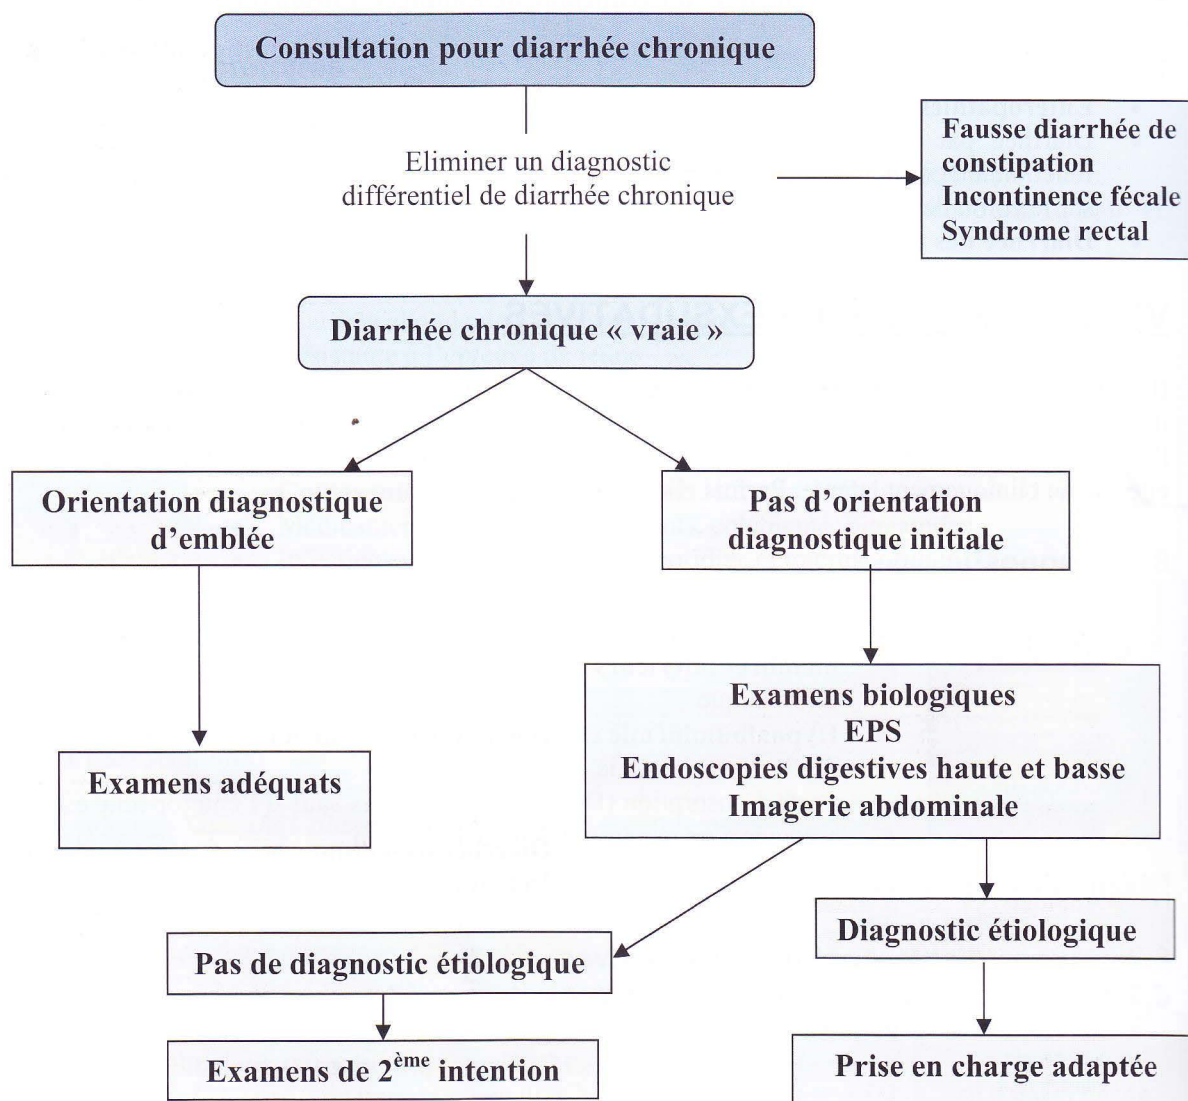 Consultation pour diarrhée chronique
Eliminer un diagnostic
différentiel de diarrhée chronique
Fausse diarrhée de
constipation
Incontinence fécale
Syndrome rectal
Diarrhée chronique « vraie »
Orientation diagnostique
d'emblée
Pas d'orientation
diagnostique initiale
Examens adéquats
Examens biologiques
EPS
Endoscopies digestives haute et basse
Imagerie abdominale
Pas de diagnostic étiologique
Diagnostic étiologique
Examens de 2ème intention
Prise en charge adaptée